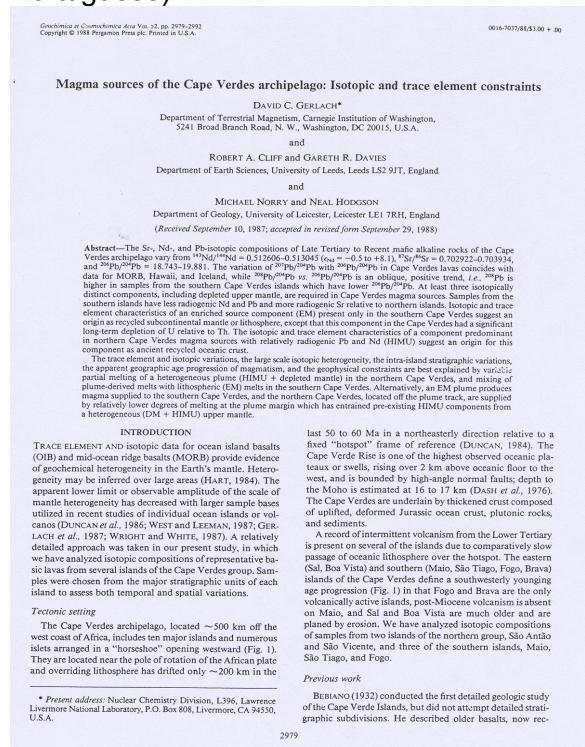 Geochimica et Cosmochimica Acta Vol. 52, pp. 2979-2992
Copyright © 1988 Pergamon Press plc. Printed in U.S.A.
0016-7037/88/$3.00 + .00
Magma sources of the Cape Verdes archipelago: Isotopic and trace element constraints
DAVID C. GERLACH*
Department of Terrestrial Magnetism, Carnegie Institution of Washington,
5241 Broad Branch Road, N. W., Washington, DC 20015, U.S.A.
and
ROBERT A. CLIFF and GARETH R. DAVIES
Department of Earth Sciences, University of Leeds, Leeds LS2 9JT, England
and
MICHAEL NORRY and NEAL HODGSON
Department of Geology, University of Leicester, Leicester LE1 7RH, England
(Received September 10, 1987; accepted in revised form September 29, 1988)
Abstract—The Sr-, Nd-, and Pb-isotopic compositions of Late Tertiary to Recent mafic alkaline rocks of the Cape
Verdes archipelago vary from ¹⁴³Nd/¹⁴⁴Nd = 0.512606–0.513045 (εNd = −0.5 to +8.1), ⁸⁷Sr/⁸⁶Sr = 0.702922–0.703934,
and ²⁰⁶Pb/²⁰⁴Pb = 18.743–19.881. The variation of ²⁰⁷Pb/²⁰⁴Pb with ²⁰⁶Pb/²⁰⁴Pb in Cape Verdes lavas coincides with
data for MORB, Hawaii, and Iceland, while ²⁰⁸Pb/²⁰⁴Pb vs. ²⁰⁶Pb/²⁰⁴Pb is an oblique, positive trend, i.e., ²⁰⁸Pb is
higher in samples from the southern Cape Verdes islands which have lower ²⁰⁶Pb/²⁰⁴Pb. At least three isotopically
distinct components, including depleted upper mantle, are required in Cape Verdes magma sources. Samples from the
southern islands have less radiogenic Nd and Pb and more radiogenic Sr relative to northern islands. Isotopic and trace
element characteristics of an enriched source component (EM) present only in the southern Cape Verdes suggest an
origin as recycled subcontinental mantle or lithosphere, except that this component in the Cape Verdes had a significant
long-term depletion of U relative to Th. The isotopic and trace element characteristics of a component predominant
in northern Cape Verdes magma sources with relatively radiogenic Pb and Nd (HIMU) suggest an origin for this
component as ancient recycled oceanic crust.
The trace element and isotopic variations, the large scale isotopic heterogeneity, the intra-island stratigraphic variations,
the apparent geographic age progression of magmatism, and the geophysical constraints are best explained by variable
partial melting of a heterogeneous plume (HIMU + depleted mantle) in the northern Cape Verdes, and mixing of
plume-derived melts with lithospheric (EM) melts in the southern Cape Verdes. Alternatively, an EM plume produces
magma supplied to the southern Cape Verdes, and the northern Cape Verdes, located off the plume track, are supplied
by relatively lower degrees of melting at the plume margin which has entrained pre-existing HIMU components from
a heterogeneous (DM + HIMU) upper mantle.
INTRODUCTION
TRACE ELEMENT AND isotopic data for ocean island basalts
(OIB) and mid-ocean ridge basalts (MORB) provide evidence
of geochemical heterogeneity in the Earth's mantle. Hetero-
geneity may be inferred over large areas (HART, 1984). The
apparent lower limit or observable amplitude of the scale of
mantle heterogeneity has decreased with larger sample bases
utilized in recent studies of individual ocean islands or vol-
canos (DUNCAN et al., 1986; WEST and LEEMAN, 1987; GER-
LACH et al., 1987; WRIGHT and WHITE, 1987). A relatively
detailed approach was taken in our present study, in which
we have analyzed isotopic compositions of representative ba-
sic lavas from several islands of the Cape Verdes group. Sam-
ples were chosen from the major stratigraphic units of each
island to assess both temporal and spatial variations.
Tectonic setting
The Cape Verdes archipelago, located ~500 km off the
west coast of Africa, includes ten major islands and numerous
islets arranged in a "horseshoe" opening westward (Fig. 1).
They are located near the pole of rotation of the African plate
and overriding lithosphere has drifted only ~200 km in the
* Present address: Nuclear Chemistry Division, L396, Lawrence
Livermore National Laboratory, P.O. Box 808, Livermore, CA 94550,
U.S.A.
last 50 to 60 Ma in a northeasterly direction relative to a
fixed "hotspot" frame of reference (DUNCAN, 1984). The
Cape Verde Rise is one of the highest observed oceanic pla-
teaus or swells, rising over 2 km above oceanic floor to the
west, and is bounded by high-angle normal faults; depth to
the Moho is estimated at 16 to 17 km (DASH et al., 1976).
The Cape Verdes are underlain by thickened crust composed
of uplifted, deformed Jurassic ocean crust, plutonic rocks,
and sediments.
A record of intermittent volcanism from the Lower Tertiary
is present on several of the islands due to comparatively slow
passage of oceanic lithosphere over the hotspot. The eastern
(Sal, Boa Vista) and southern (Maio, São Tiago, Fogo, Brava)
islands of the Cape Verdes define a southwesterly younging
age progression (Fig. 1) in that Fogo and Brava are the only
volcanically active islands, post-Miocene volcanism is absent
on Maio, and Sal and Boa Vista are much older and are
planed by erosion. We have analyzed isotopic compositions
of samples from two islands of the northern group, São Antão
and São Vicente, and three of the southern islands, Maio,
São Tiago, and Fogo.
Previous work
BEBIANO (1932) conducted the first detailed geologic study
of the Cape Verde Islands, but did not attempt detailed strati-
graphic subdivisions. He described older basalts, now rec-
2979